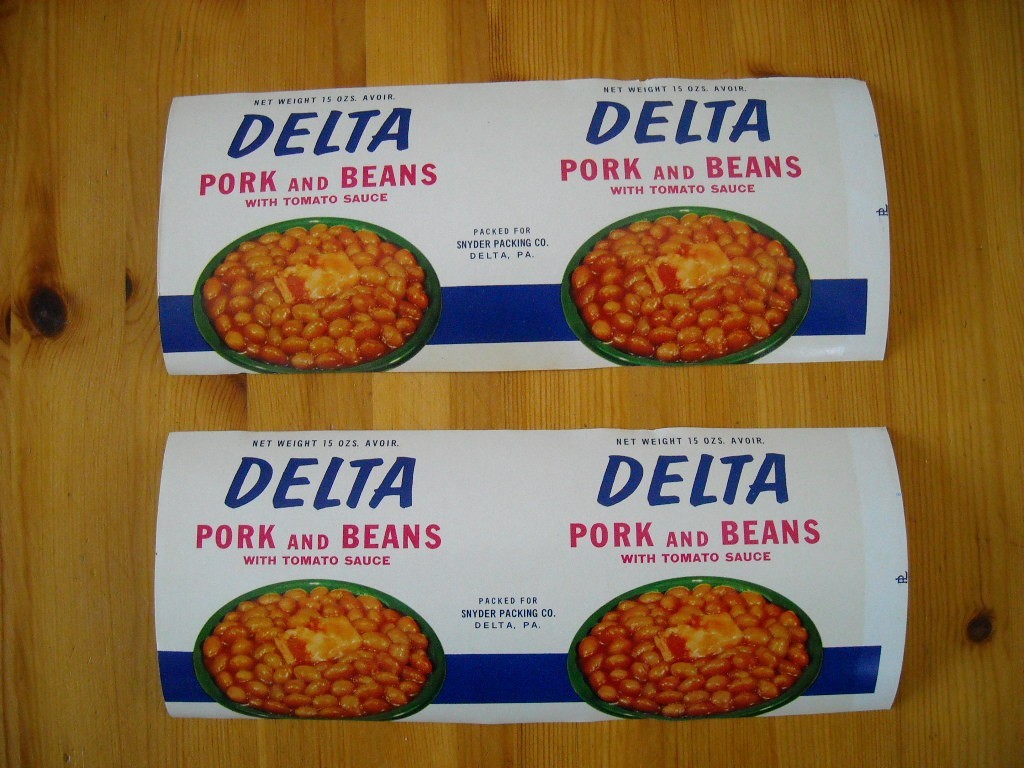 NET WEIGHT 15 OZS. AVOIR.
DELTA
PORK AND BEANS
WITH TOMATO SAUCE
PACKED FOR
SNYDER PACKING CO.
DELTA, PA.
NET WEIGHT 15 OZS. AVOIR.
DELTA
PORK AND BEANS
WITH TOMATO SAUCE
NET WEIGHT 15 OZS. AVOIR.
DELTA
PORK AND BEANS
WITH TOMATO SAUCE
PACKED FOR
SNYDER PACKING CO.
DELTA, PA.
NET WEIGHT 15 OZS. AVOIR.
DELTA
PORK AND BEANS
WITH TOMATO SAUCE